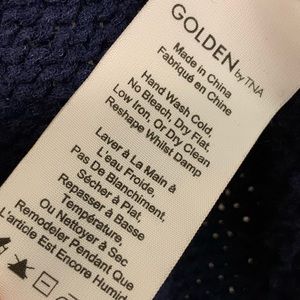 GOLDEN by TNA
Made in China
Fabriqué en Chine
Hand Wash Cold,
No Bleach, Dry Flat,
Low Iron, Or Dry Clean
Reshape Whilst Damp
Laver à La Main à
L'eau Froide,
Pas De Blanchiment,
Sécher à Plat,
Repasser à Basse
Température,
Ou Nettoyer à Sec
Remodeler Pendant Que
L'article Est Encore Humid